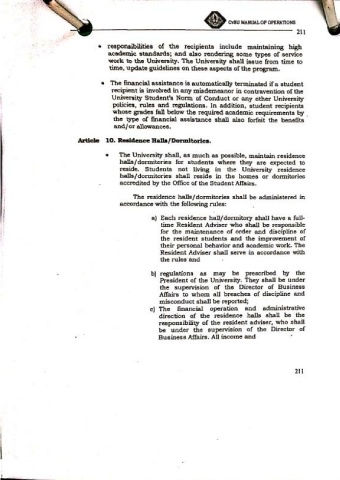 CVSU MANUAL OF OPERATIONS
211
• responsibilities of the recipients include maintaining high
academic standards; and also rendering some types of service
work to the University. The University shall issue from time to
time, update guidelines on these aspects of the program.
• The financial assistance is automatically terminated if a student
recipient is involved in any misdemeanor in contravention of the
University Student's Norm of Conduct or any other University
policies, rules and regulations. In addition, student recipients
whose grades fall below the required academic requirements by
the type of financial assistance shall also forfeit the benefits
and/or allowances.
Article 10. Residence Halls/Dormitories.
• The University shall, as much as possible, maintain residence
halls/dormitories for students where they are expected to
reside. Students not living in the University residence
halls/dormitories shall reside in the homes or dormitories
accredited by the Office of the Student Affairs.
The residence halls/dormitories shall be administered in
accordance with the following rules:
a) Each residence hall/dormitory shall have a full-
time Resident Adviser who shall be responsible
for the maintenance of order and discipline of
the resident students and the improvement of
their personal behavior and academic work. The
Resident Adviser shall serve in accordance with
the rules and
b) regulations as may be prescribed by the
President of the University. They shall be under
the supervision of the Director of Business
Affairs to whom all breaches of discipline and
misconduct shall be reported;
c) The financial operation and administrative
direction of the residence halls shall be the
responsibility of the resident adviser, who shall
be under the supervision of the Director of
Business Affairs. All income and
211